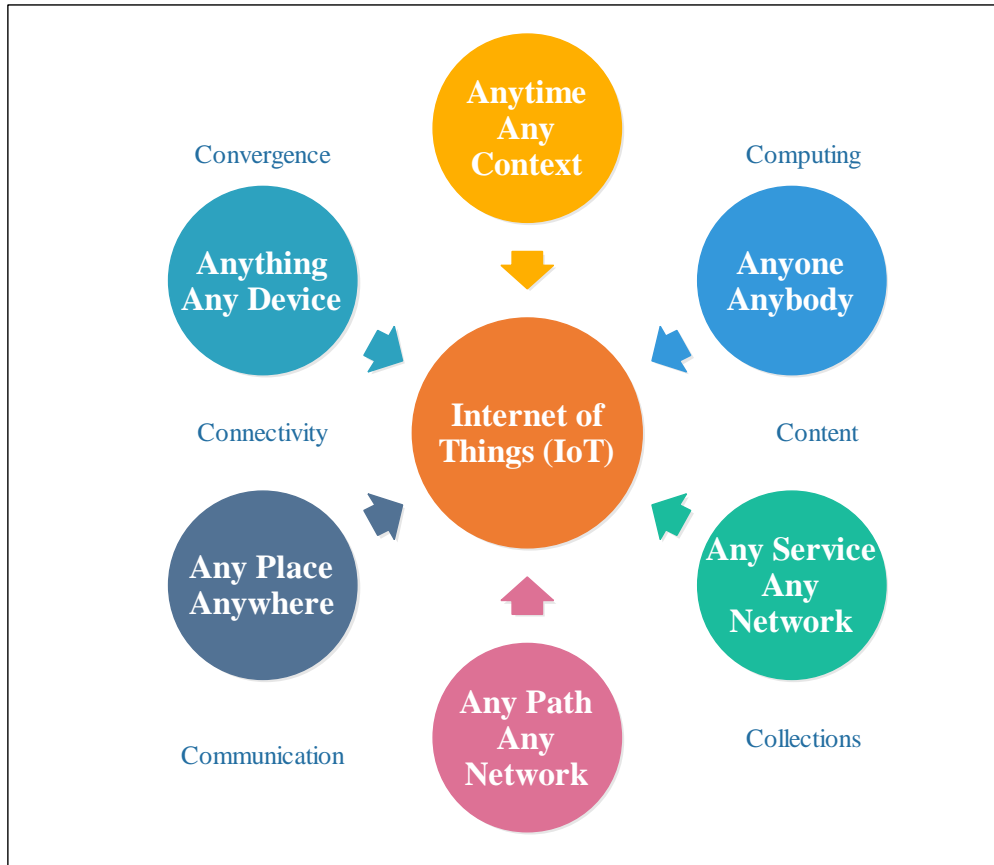 Anytime
Any
Context
Convergence
Computing
Anything
Any Device
Anyone
Anybody
Internet of
Things (IoT)
Connectivity
Content
Any Place
Anywhere
Any Service
Any
Network
Any Path
Any
Network
Communication
Collections